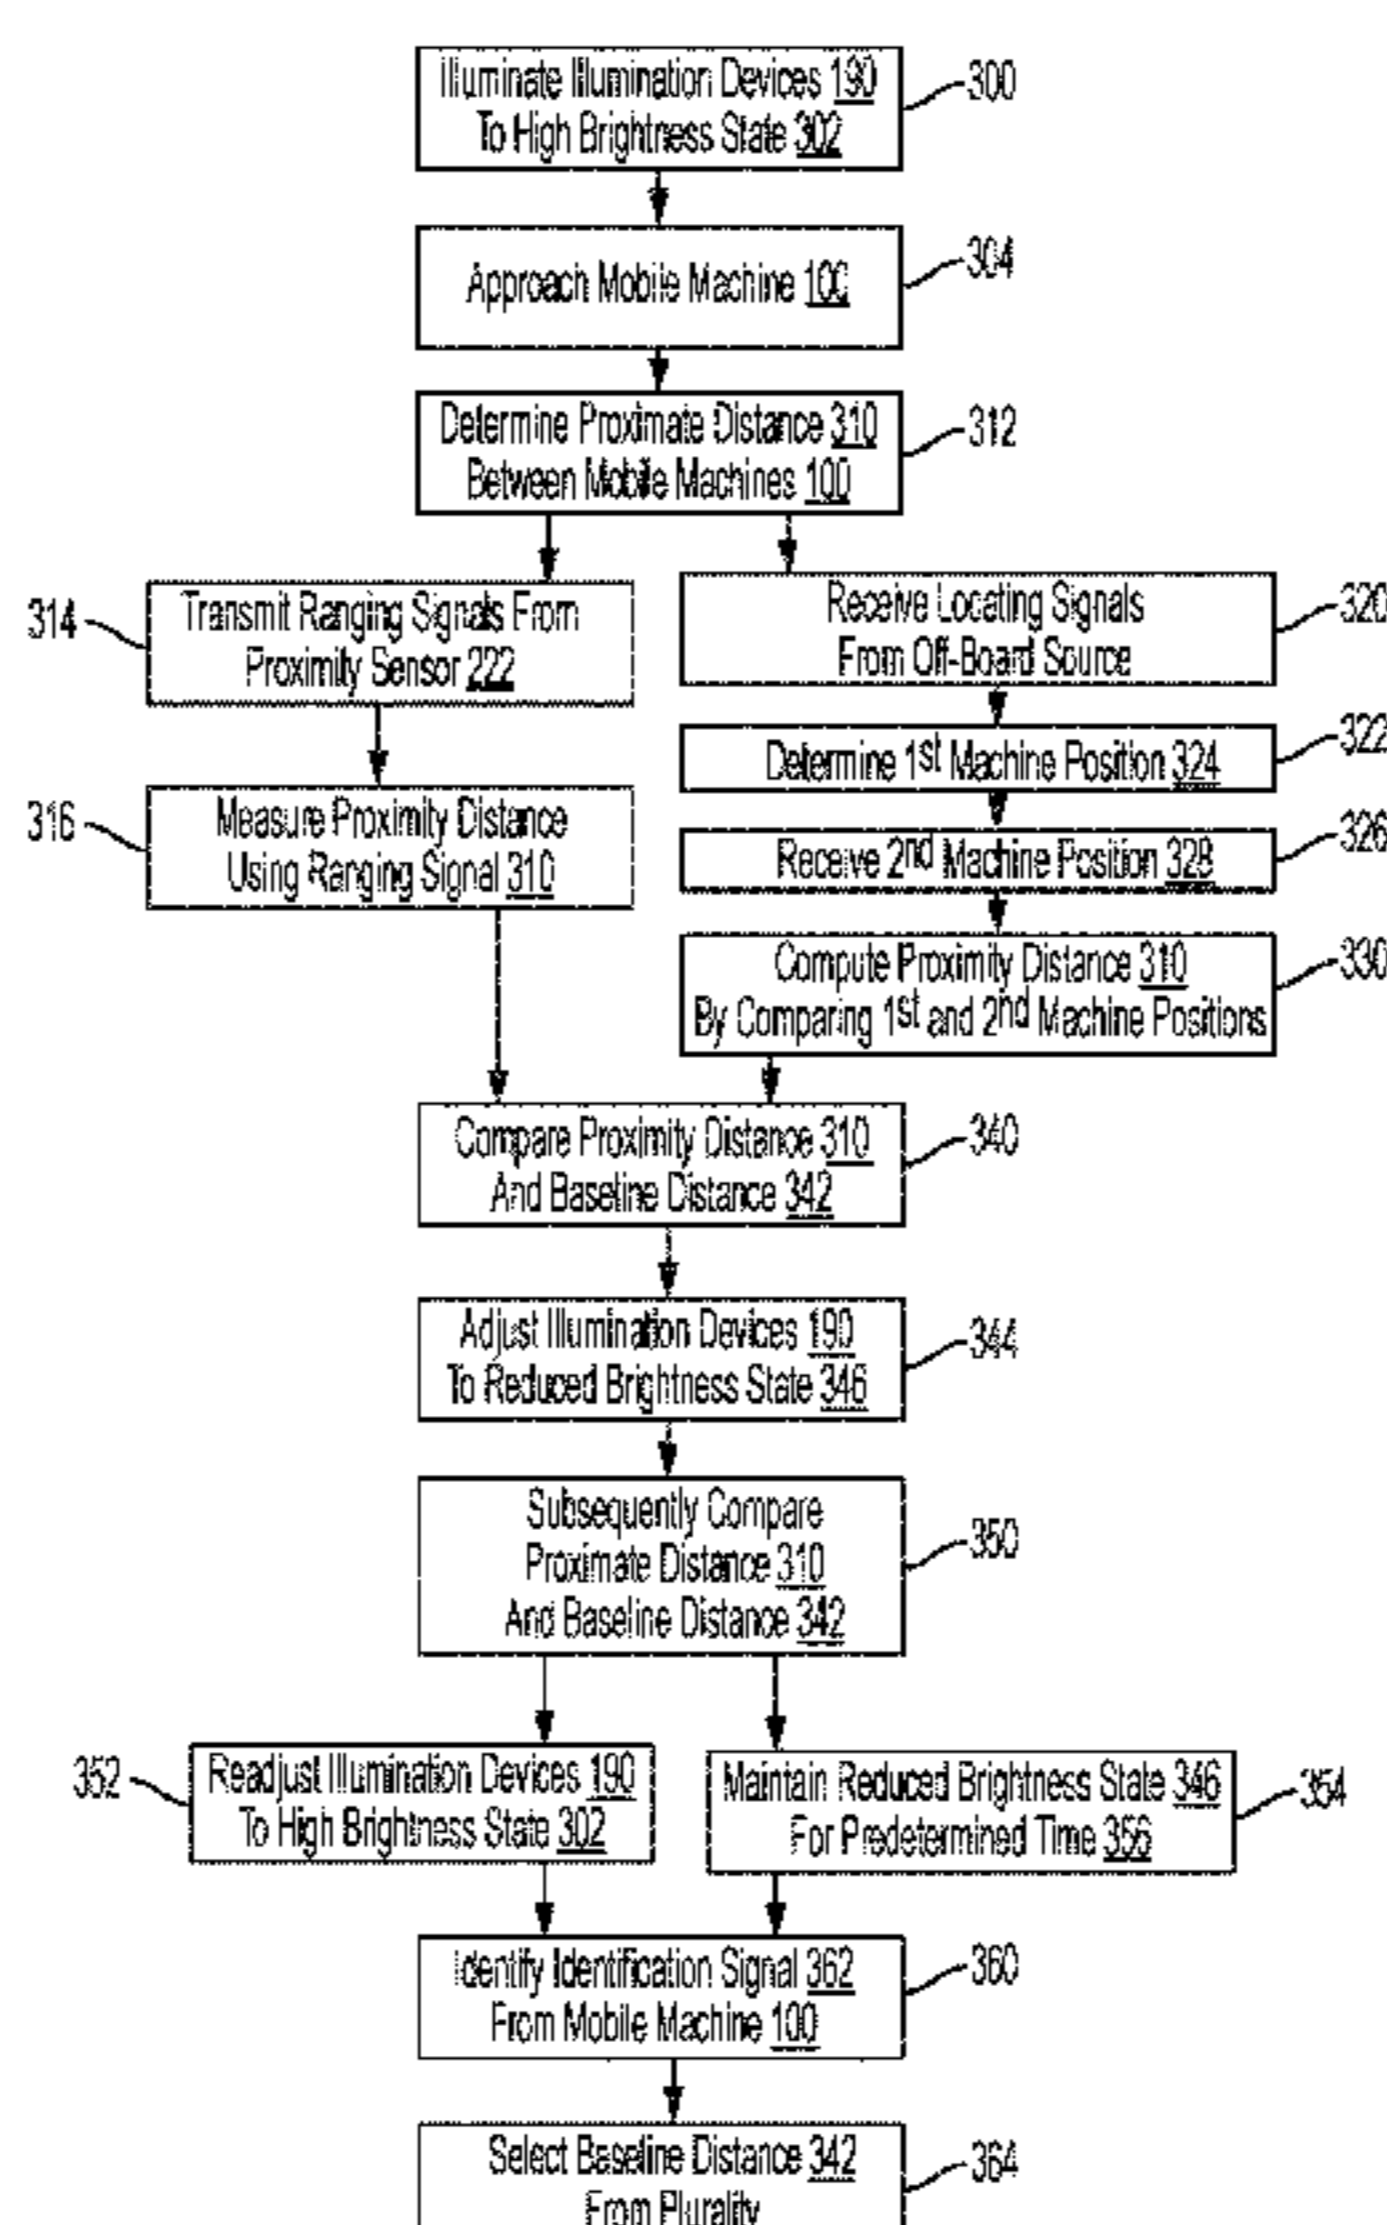 Illuminate Illumination Devices 190
To High Brightness State 302
300
Approach Mobile Machine 100
304
Determine Proximate Distance 310
Between Mobile Machines 100
312
Transmit Ranging Signals From
Proximity Sensor 222
314
Receive Locating Signals
From Off-Board Source
320
Determine 1st Machine Position 324
322
Measure Proximity Distance
Using Ranging Signal 310
316
Receive 2nd Machine Position 328
326
Compute Proximity Distance 310
By Comparing 1st and 2nd Machine Positions
330
Compare Proximity Distance 310
And Baseline Distance 342
340
Adjust Illumination Devices 190
To Reduced Brightness State 346
344
Subsequently Compare
Proximate Distance 310
And Baseline Distance 342
350
Readjust Illumination Devices 190
To High Brightness State 302
352
Maintain Reduced Brightness State 346
For Predetermined Time 356
354
Identify Identification Signal 362
From Mobile Machine 100
360
Select Baseline Distance 342
From Plurality
364